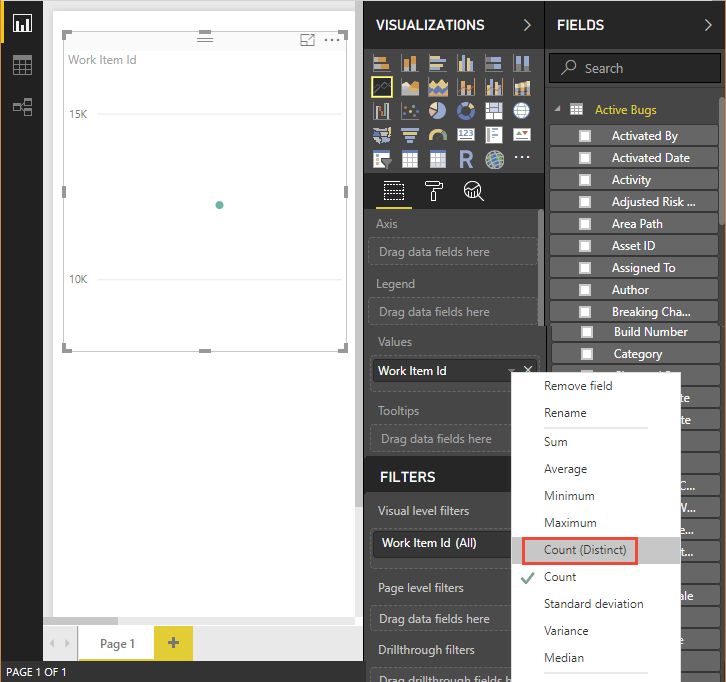 VISUALIZATIONS
FIELDS
Work Item Id
15K
10K
Search
Active Bugs
Activated By
Activated Date
Activity
Adjusted Risk ...
Area Path
Asset ID
Assigned To
Author
Breaking Cha...
Build Number
Category
123
R
Axis
Drag data fields here
Legend
Drag data fields here
Values
Work Item Id
Tooltips
Drag data fields here
FILTERS
Visual level filters
Work Item Id (All)
Page level filters
Drag data fields here
Drillthrough filters
Drag drillthrough fields h
Remove field
Rename
Sum
Average
Minimum
Maximum
Count (Distinct)
Count
Standard deviation
Variance
Median
Page 1
PAGE 1 OF 1